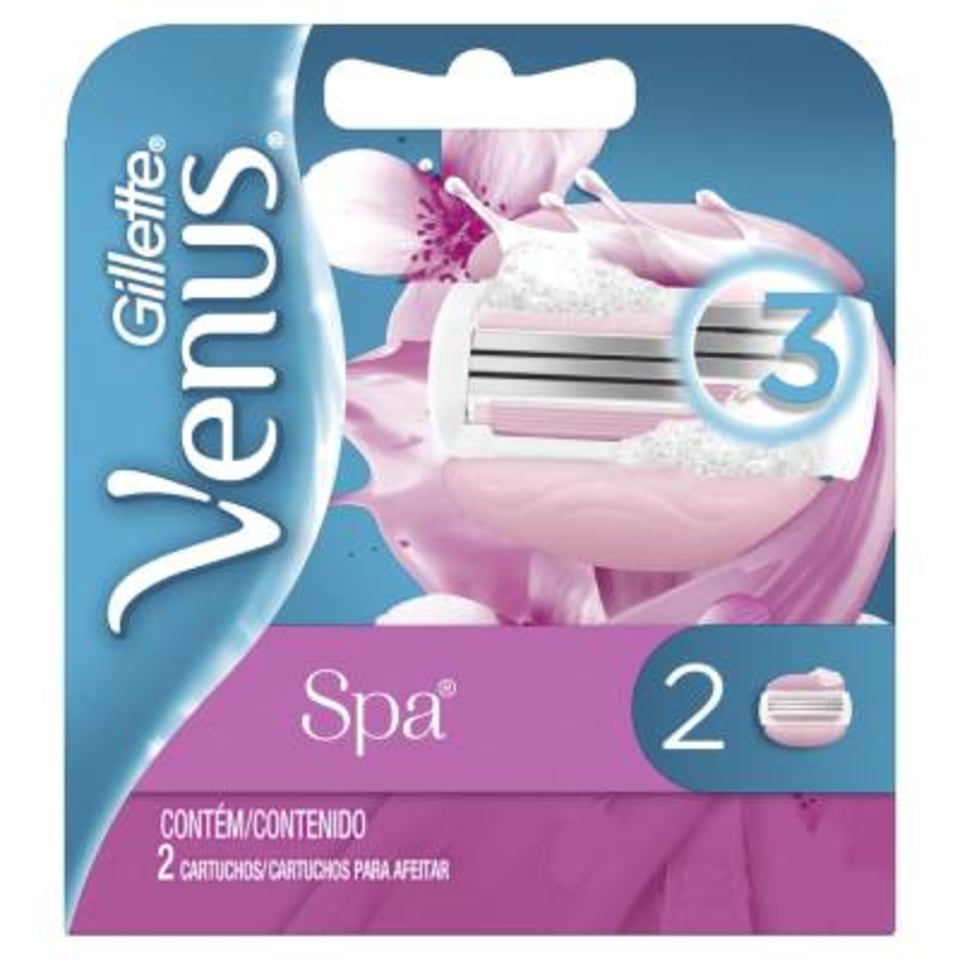 Gillette®
Venus®
3
Spa®
2
CONTÉM/CONTENIDO
2 CARTUCHOS/CARTUCHOS PARA AFEITAR